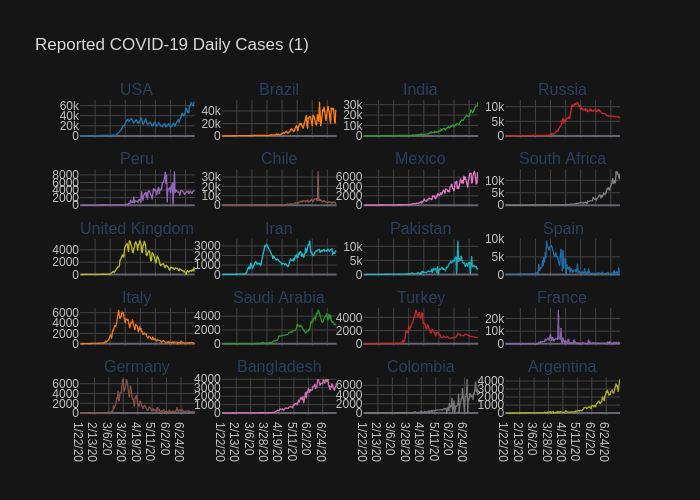 Reported COVID-19 Daily Cases (1)
USA Brazil India Russia
60k
40k
20k
0
40k
20k
0
30k
20k
10k
0
10k
5k
0
Peru Chile Mexico South Africa
8000
6000
4000
2000
0
30k
20k
10k
0
6000
4000
2000
0
10k
5k
0
United Kingdom Iran Pakistan Spain
4000
2000
0
3000
2000
1000
0
10k
5k
0
10k
5k
0
Italy Saudi Arabia Turkey France
6000
4000
2000
0
4000
2000
0
4000
2000
0
20k
10k
0
Germany Bangladesh Colombia Argentina
6000
4000
2000
0
4000
3000
2000
1000
0
6000
4000
2000
0
4000
3000
2000
1000
0
1/22/20 2/13/20 3/6/20 3/28/20 4/19/20 5/11/20 6/2/20 6/24/20
1/22/20 2/13/20 3/6/20 3/28/20 4/19/20 5/11/20 6/2/20 6/24/20
1/22/20 2/13/20 3/6/20 3/28/20 4/19/20 5/11/20 6/2/20 6/24/20
1/22/20 2/13/20 3/6/20 3/28/20 4/19/20 5/11/20 6/2/20 6/24/20